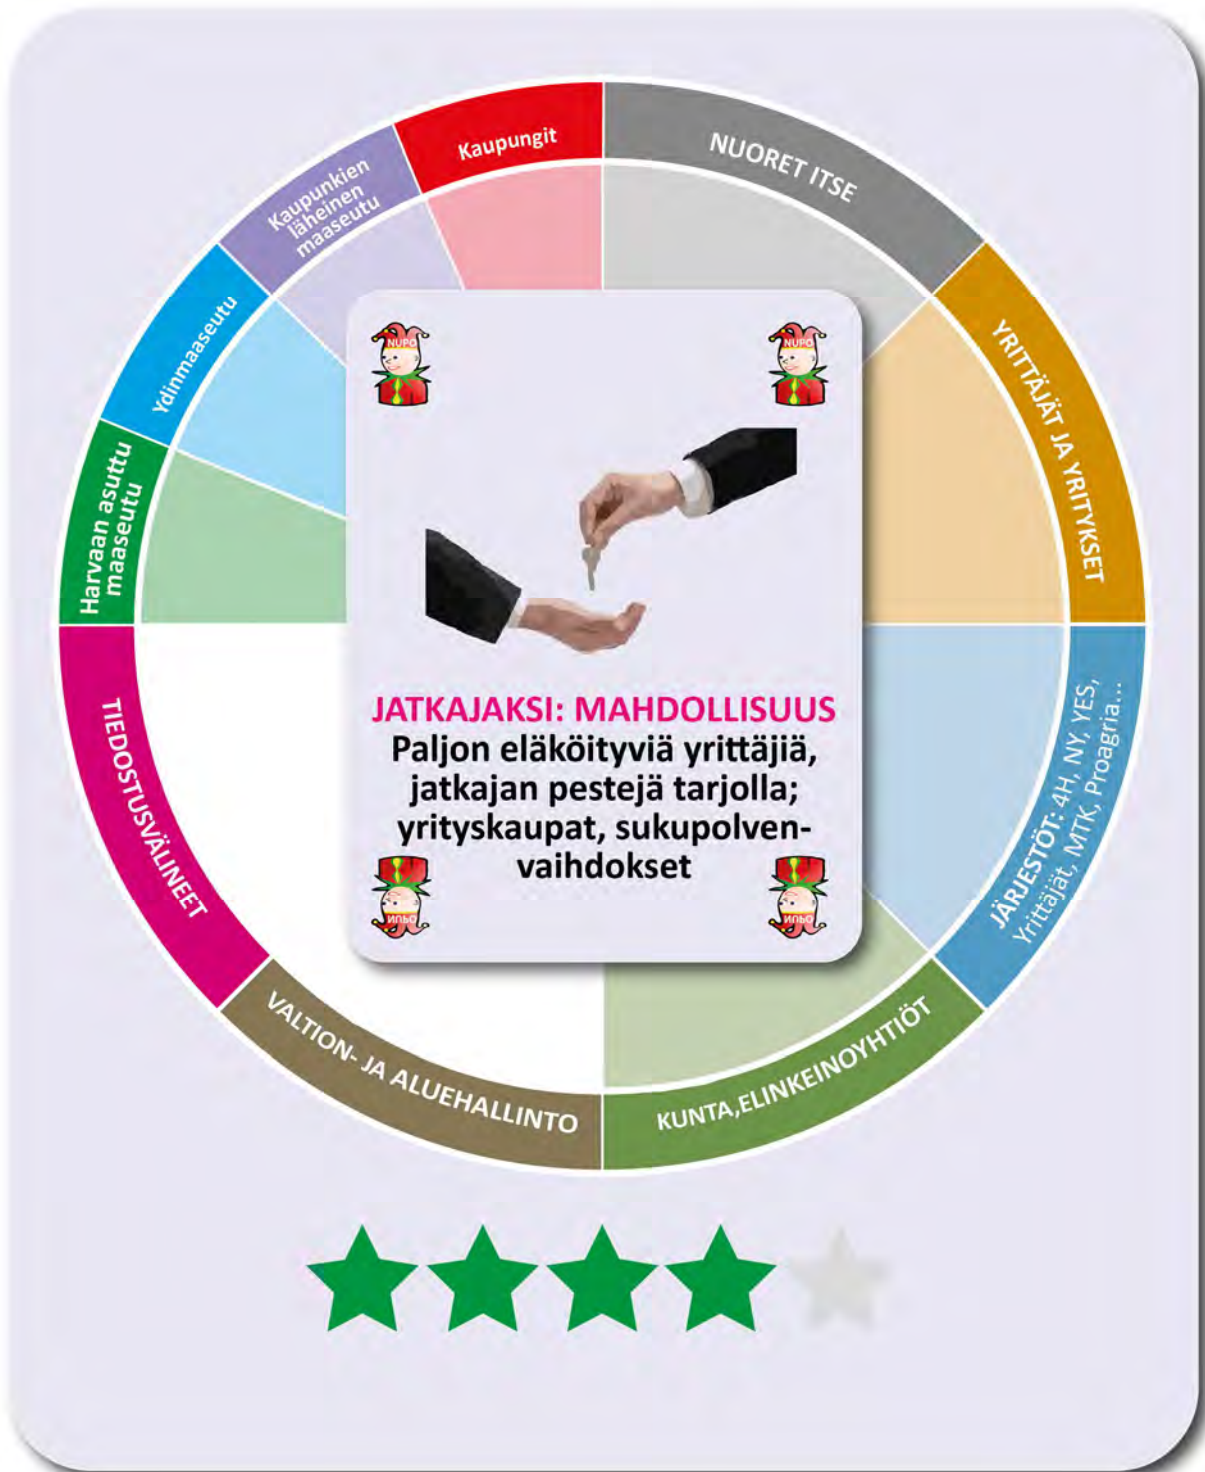 Kaupungit
NUORET ITSE
Kaupunkien
läheinen
maaseutu
YRITTÄJÄT JA YRITYKSET
Ydinmaaseutu
Harvaan asuttu
maaseutu
NUPO
NUPO
JATKAJAKSI: MAHDOLLISUUS
Paljon eläköityviä yrittäjiä,
jatkajan pestejä tarjolla;
yrityskaupat, sukupolven-
vaihdokset
NUPO
NUPO
TIEDOSTUSVÄLINEET
JÄRJESTÖT: 4H, NY, YES,
Yrittäjät, MTK, Proagria...
VALTION- JA ALUEHALLINTO
KUNTA,ELINKEINOYHTIÖT